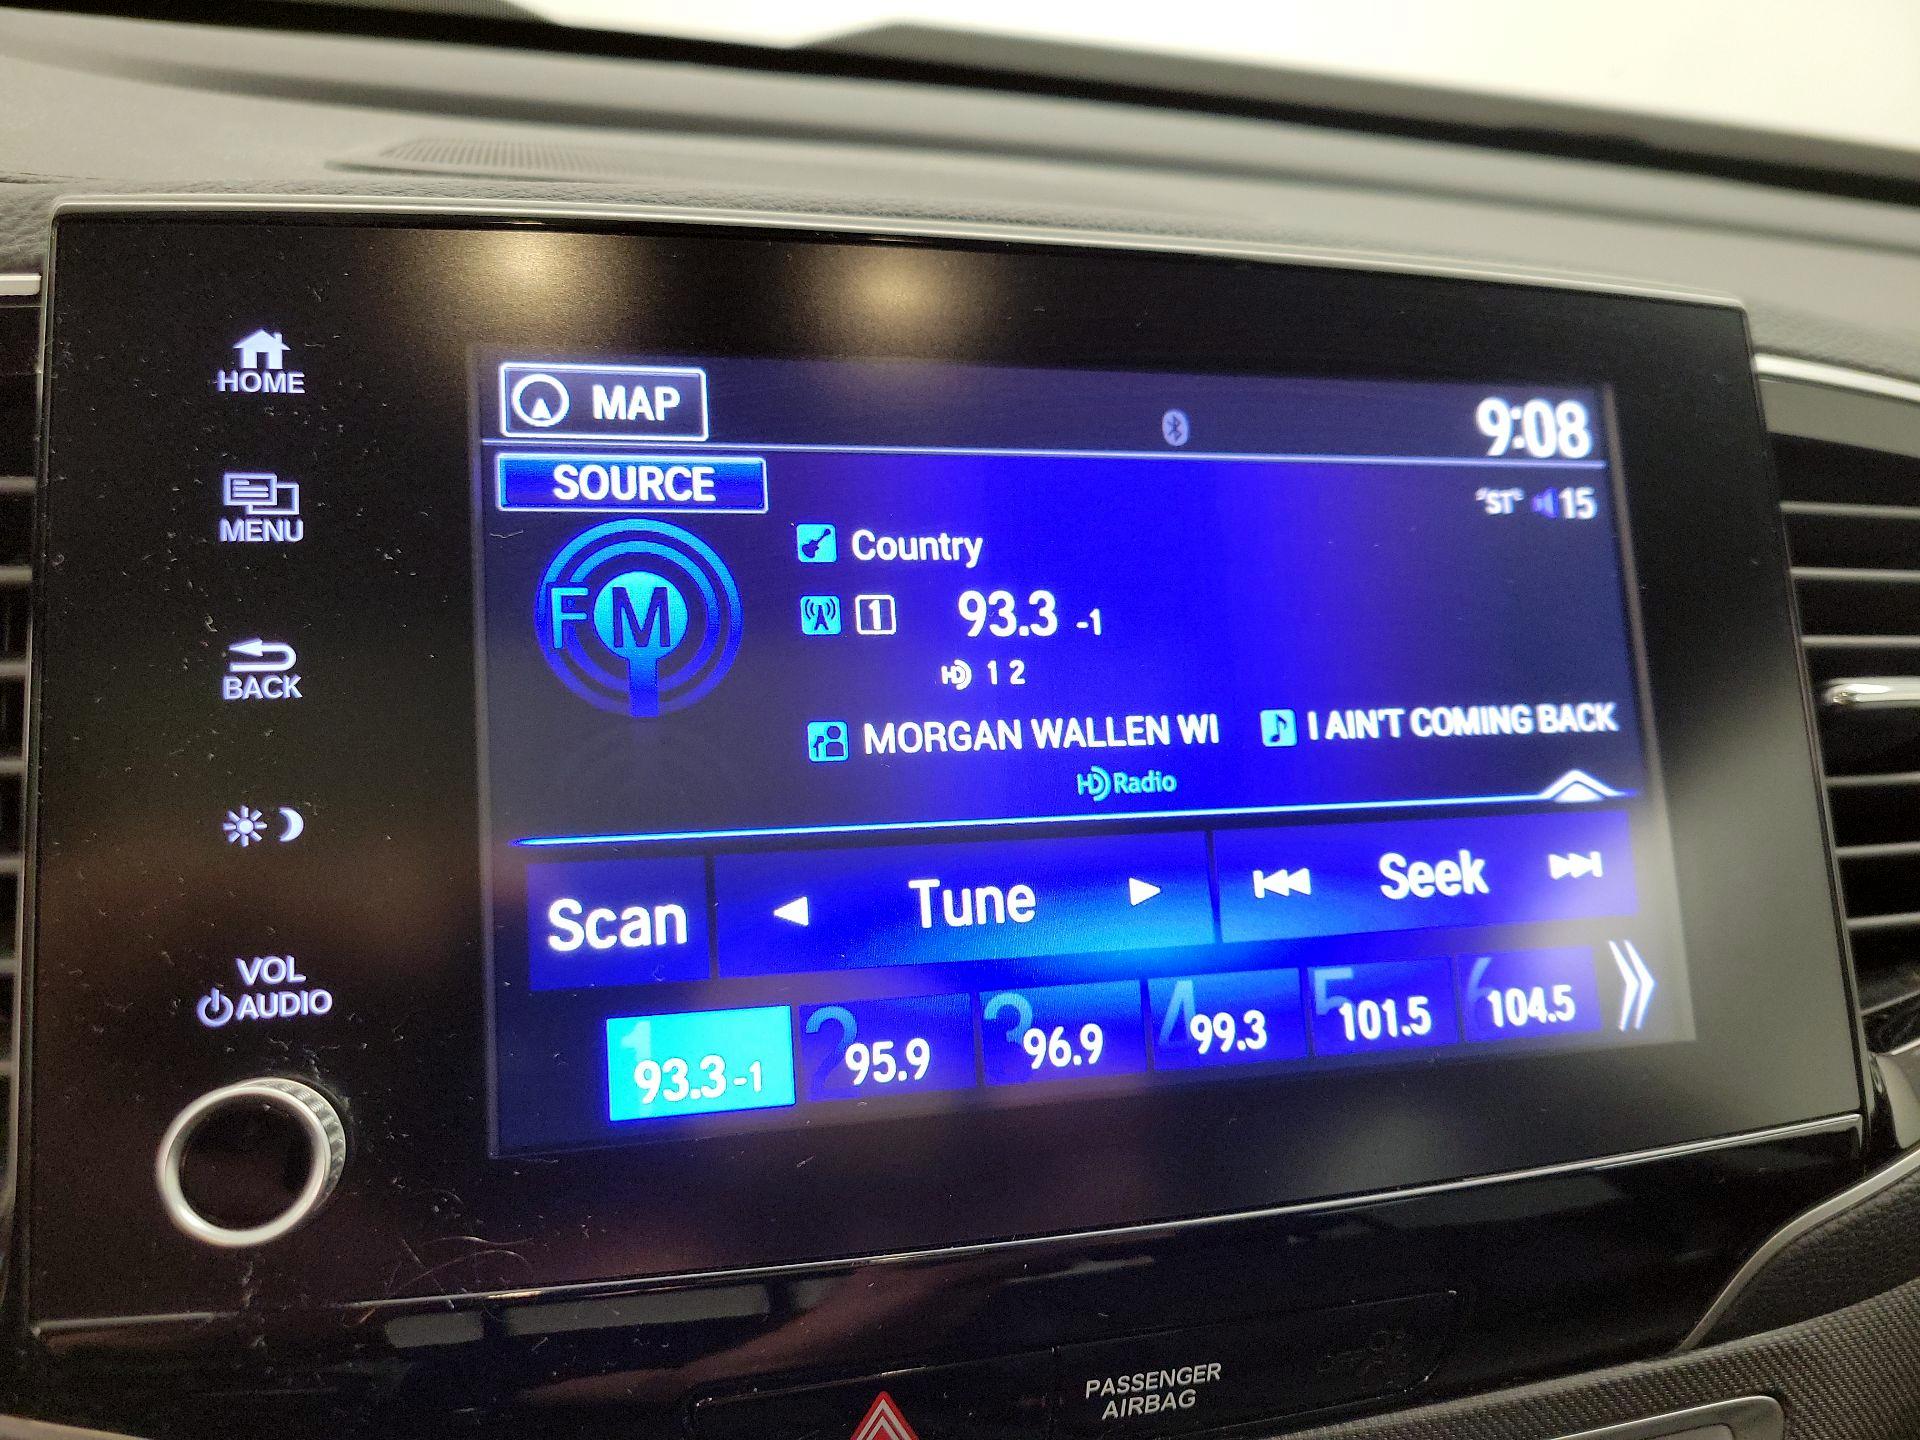 HOME
MENU
BACK
VOL
AUDIO
MAP
9:08
SOURCE
"ST" 15
FM
Country
1 93.3 -1
HD 1 2
MORGAN WALLEN WI I AIN'T COMING BACK
HD Radio
Scan Tune Seek
1 93.3-1 2 95.9 3 96.9 4 99.3 5 101.5 6 104.5
PASSENGER
AIRBAG